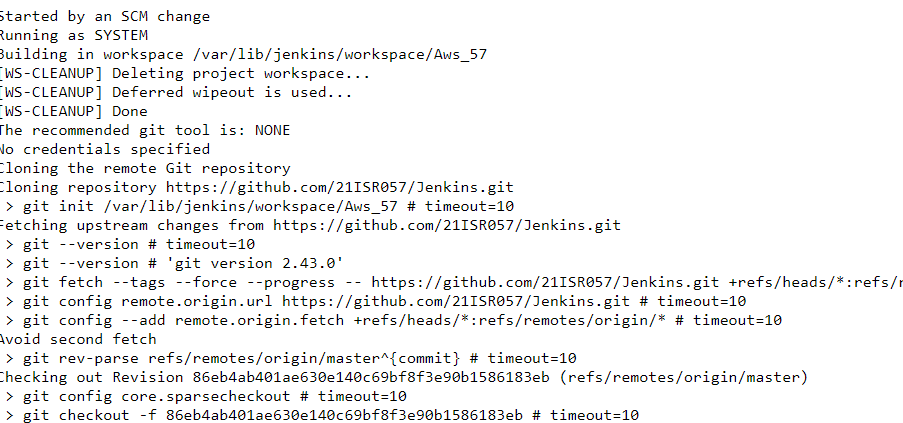 Started by an SCM change
Running as SYSTEM
Building in workspace /var/lib/jenkins/workspace/Aws_57
[WS-CLEANUP] Deleting project workspace...
[WS-CLEANUP] Deferred wipeout is used...
[WS-CLEANUP] Done
The recommended git tool is: NONE
No credentials specified
Cloning the remote Git repository
Cloning repository https://github.com/21ISR057/Jenkins.git
 > git init /var/lib/jenkins/workspace/Aws_57 # timeout=10
Fetching upstream changes from https://github.com/21ISR057/Jenkins.git
 > git --version # timeout=10
 > git --version # 'git version 2.43.0'
 > git fetch --tags --force --progress -- https://github.com/21ISR057/Jenkins.git +refs/heads/*:refs/r
 > git config remote.origin.url https://github.com/21ISR057/Jenkins.git # timeout=10
 > git config --add remote.origin.fetch +refs/heads/*:refs/remotes/origin/* # timeout=10
Avoid second fetch
 > git rev-parse refs/remotes/origin/master^{commit} # timeout=10
Checking out Revision 86eb4ab401ae630e140c69bf8f3e90b1586183eb (refs/remotes/origin/master)
 > git config core.sparsecheckout # timeout=10
 > git checkout -f 86eb4ab401ae630e140c69bf8f3e90b1586183eb # timeout=10